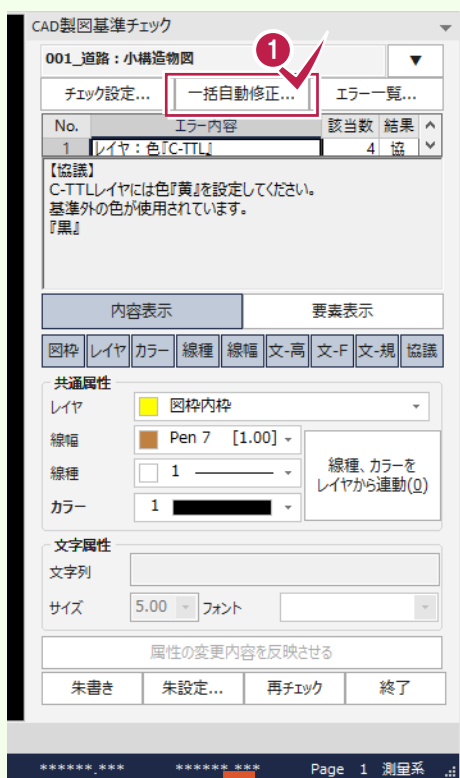 CAD製図基準チェック
001_道路：小構造物図 ▼
1
チェック設定... 一括自動修正... エラー一覧...
No. エラー内容 該当数 結果
1 レイヤ：色『C-TTL』 4 協
【協議】
C-TTLレイヤには色『黄』を設定してください。
基準外の色が使用されています。
『黒』
内容表示 要素表示
図枠 レイヤ カラー 線種 線幅 文-高 文-F 文-規 協議
共通属性
レイヤ 図枠内枠
線幅 Pen 7 [1.00]
線種 1
カラー 1
線種、カラーを
レイヤから連動(0)
文字属性
文字列
サイズ 5.00 フォント
属性の変更内容を反映させる
朱書き 朱設定... 再チェック 終了
******.*** ******.*** Page 1 測量系